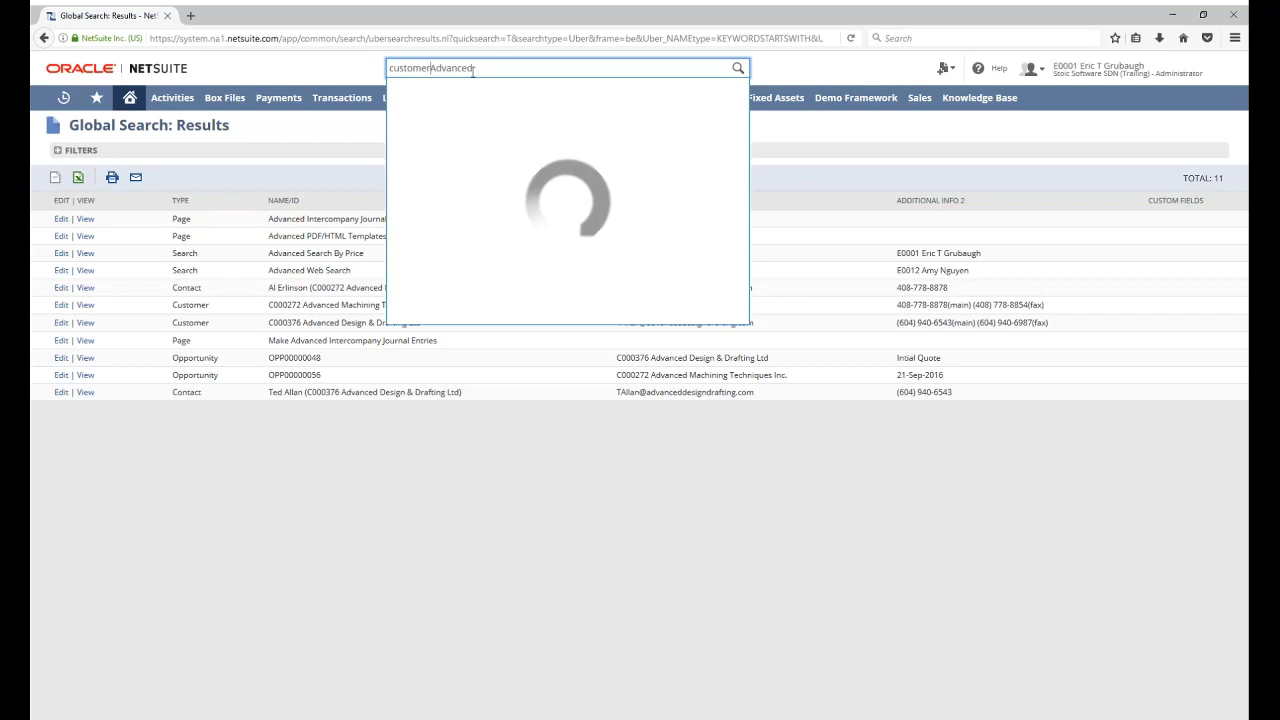 Global Search: Results - Net
NetSuite Inc. (US)
https://system.na1.netsuite.com/app/common/search/ubersearchresults.nl?quicksearch=T&searchtype=Uber&frame=be&Uber_NAMEtype=KEYWORDSTARTSWITH&L
Search
ORACLE | NETSUITE
customerAdvanced
Help
E0001 Eric T Grubaugh
Stoic Software SDN (Trailing) - Administrator
Activities Box Files Payments Transactions Fixed Assets Demo Framework Sales Knowledge Base
Global Search: Results
FILTERS
TOTAL: 11
EDIT | VIEW TYPE NAME/ID ADDITIONAL INFO 2 CUSTOM FIELDS
Edit | View Page Advanced Intercompany Journal
Edit | View Page Advanced PDF/HTML Templates
Edit | View Search Advanced Search By Price E0001 Eric T Grubaugh
Edit | View Search Advanced Web Search E0012 Amy Nguyen
Edit | View Contact Al Erlinson (C000272 Advanced 408-778-8878
Edit | View Customer C000272 Advanced Machining T 408-778-8878(main) (408) 778-8854(fax)
Edit | View Customer C000376 Advanced Design & Drafting Ltd TAllan@advanceddesigndrafting.com (604) 940-6543(main) (604) 940-6987(fax)
Edit | View Page Make Advanced Intercompany Journal Entries
Edit | View Opportunity OPP00000048 C000376 Advanced Design & Drafting Ltd Intial Quote
Edit | View Opportunity OPP00000056 C000272 Advanced Machining Techniques Inc. 21-Sep-2016
Edit | View Contact Ted Allan (C000376 Advanced Design & Drafting Ltd) TAllan@advanceddesigndrafting.com (604) 940-6543